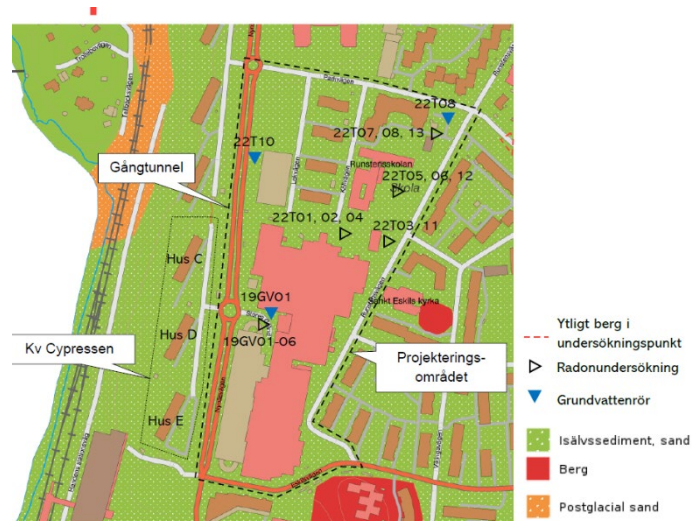 22T08
22T07, 08, 13
22T10
Gångtunnel
Runstensskolan
22T05, 06, 12
Skola
22T01, 02, 04
22T03, 11
Hus C
19GV01
Sankt Eskils kyrka
Hus D
19GV01-06
Kv Cypressen
Projekterings-
området
Hus E
Ytligt berg i
undersökningspunkt
Radonundersökning
Grundvattenrör
Isälvssediment, sand
Berg
Postglacial sand